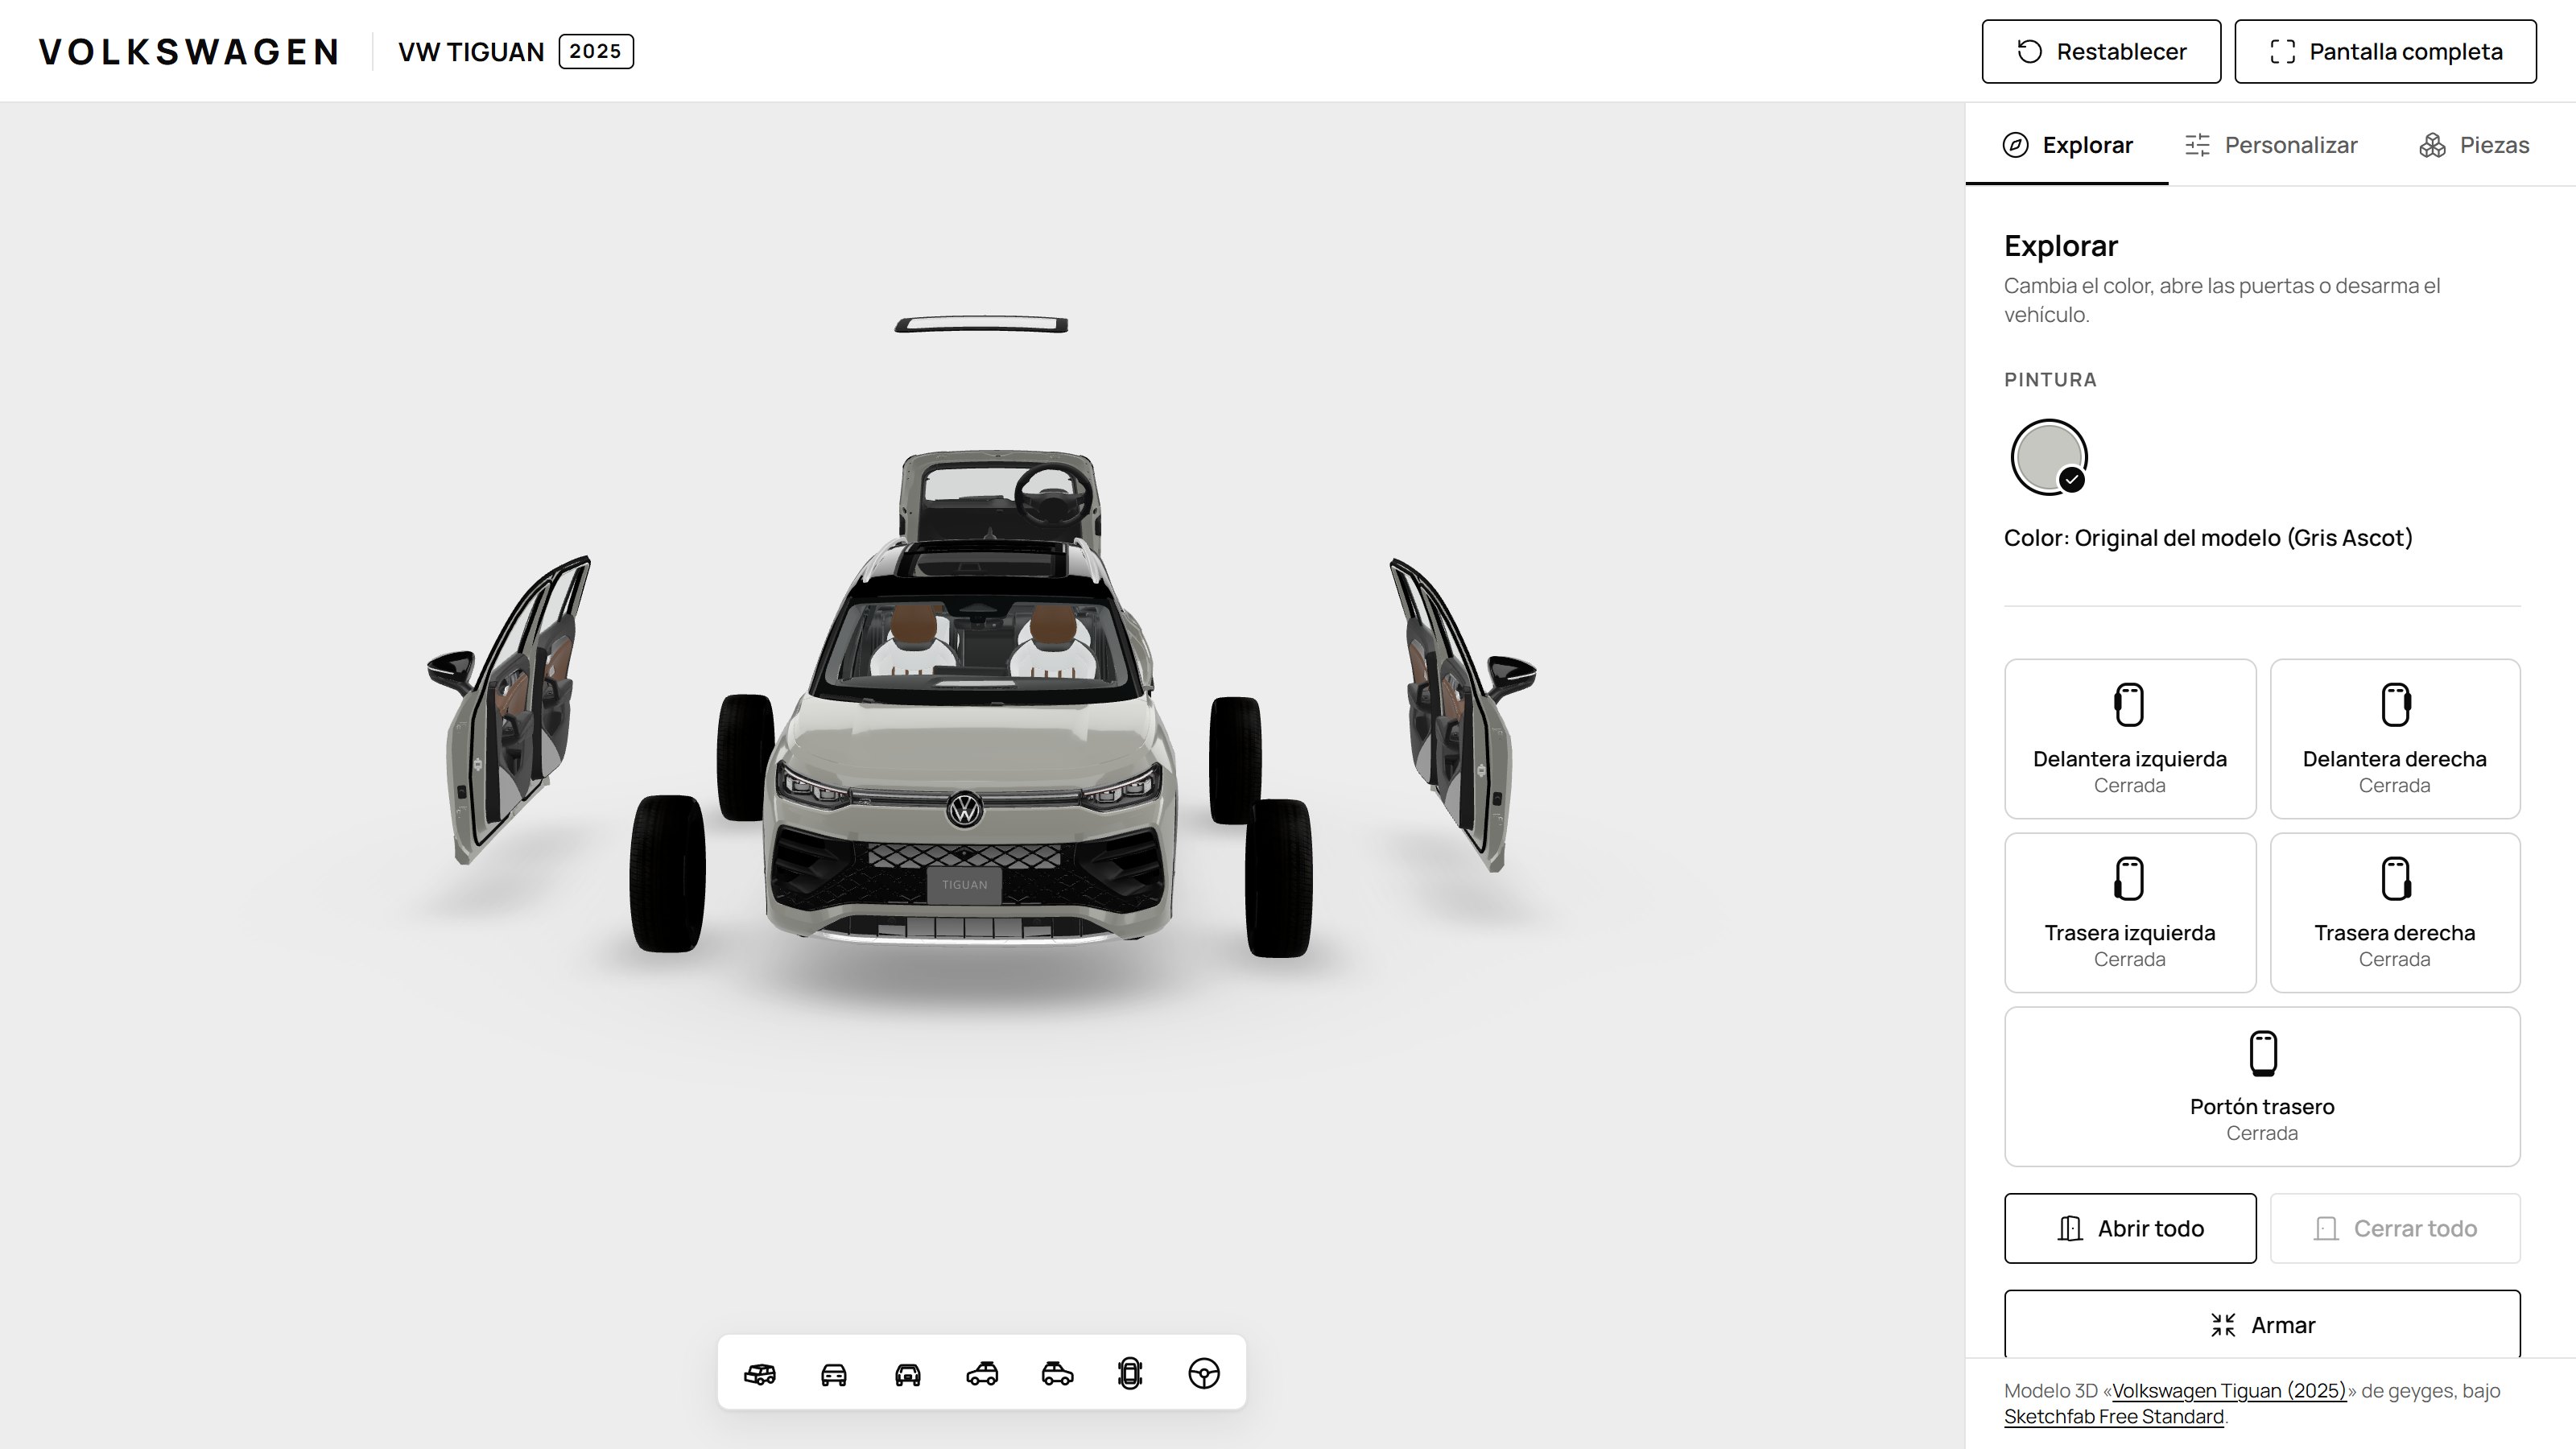 VOLKSWAGEN
VW TIGUAN 2025
Restablecer
Pantalla completa
Explorar
Personalizar
Piezas
Explorar
Cambia el color, abre las puertas o desarma el
vehículo.
PINTURA
Color: Original del modelo (Gris Ascot)
Delantera izquierda
Cerrada
Delantera derecha
Cerrada
Trasera izquierda
Cerrada
Trasera derecha
Cerrada
Portón trasero
Cerrada
Abrir todo
Cerrar todo
Armar
Modelo 3D «Volkswagen Tiguan (2025)» de geyges, bajo
Sketchfab Free Standard.
TIGUAN